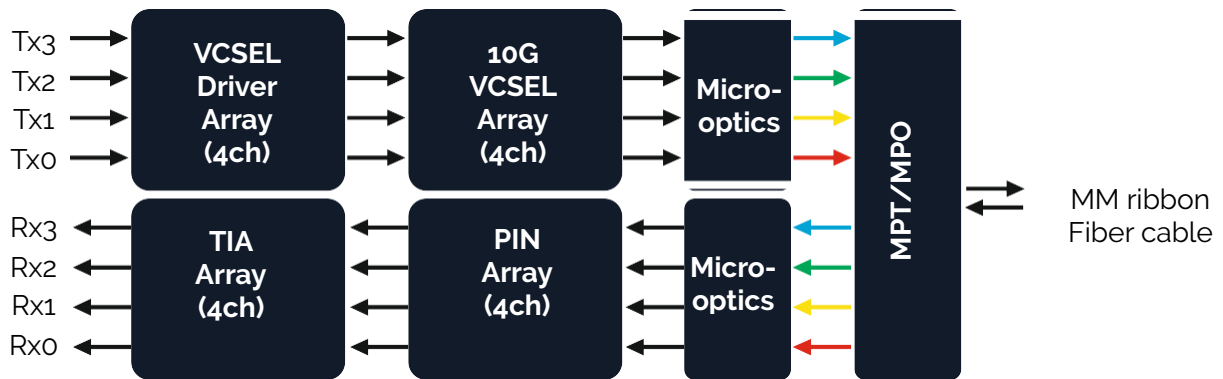 Tx3
Tx2
Tx1
Tx0
VCSEL
Driver
Array
(4ch)
10G
VCSEL
Array
(4ch)
Micro-
optics
MPT/MPO
MM ribbon
Fiber cable
Rx3
Rx2
Rx1
Rx0
TIA
Array
(4ch)
PIN
Array
(4ch)
Micro-
optics